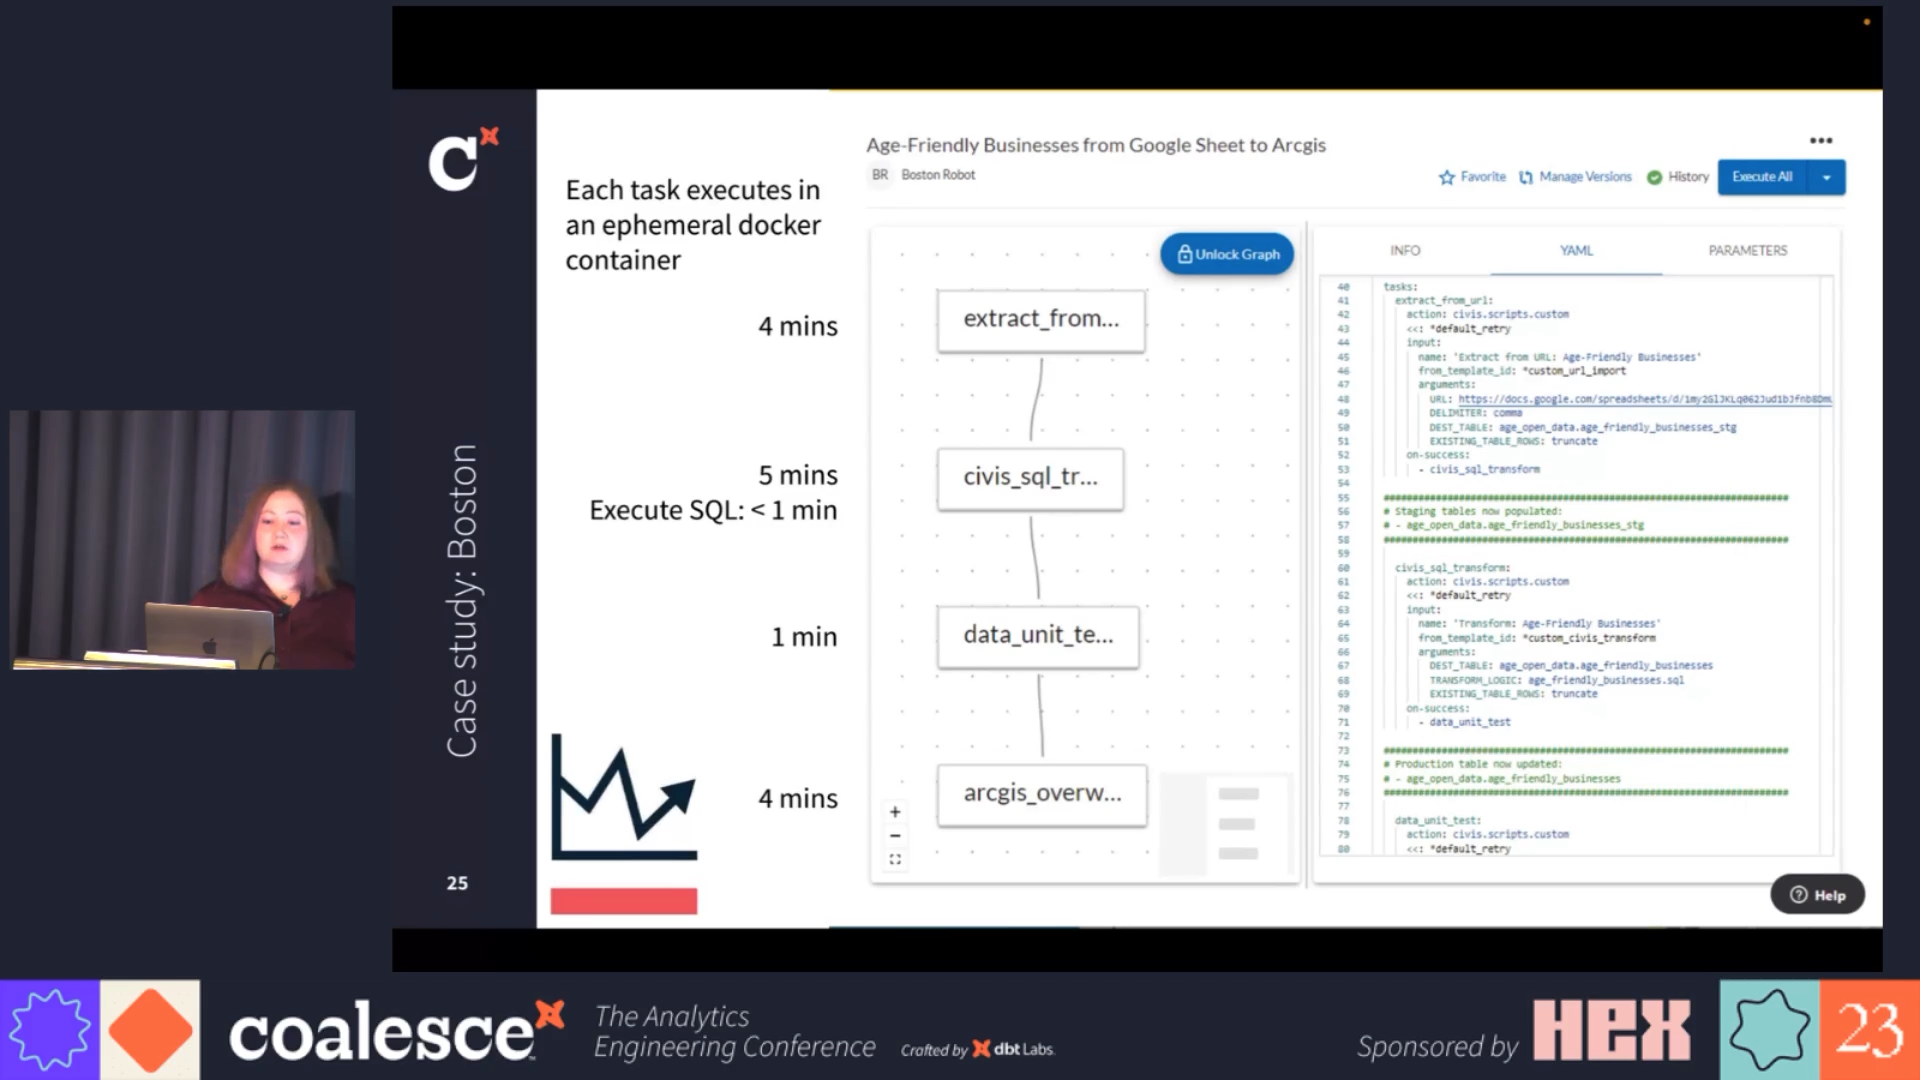 C
Case study: Boston
25
Each task executes in
an ephemeral docker
container
4 mins
5 mins
Execute SQL: < 1 min
1 min
4 mins
Age-Friendly Businesses from Google Sheet to Arcgis
BR Boston Robot
Favorite Manage Versions History Execute All
Unlock Graph
extract_from...
civis_sql_tr...
data_unit_te...
arcgis_overw...
INFO YAML PARAMETERS
40 tasks:
41 extract_from_url:
42 action: civis.scripts.custom
43 <<: *default_retry
44 input:
45 name: 'Extract from URL: Age-Friendly Businesses'
46 from_template_id: *custom_url_import
47 arguments:
48 URL: https://docs.google.com/spreadsheets/d/
49 DELIMITER: comma
50 DEST_TABLE: age_open_data.age_friendly_businesses_stg
51 EXISTING_TABLE_ROWS: truncate
52 on-success:
53 - civis_sql_transform
54
55 ################################################################
56 # Staging tables now populated:
57 # - age_open_data.age_friendly_businesses_stg
58 ################################################################
59
60 civis_sql_transform:
61 action: civis.scripts.custom
62 <<: *default_retry
63 input:
64 name: 'Transform: Age-Friendly Businesses'
65 from_template_id: *custom_civis_transform
66 arguments:
67 DEST_TABLE: age_open_data.age_friendly_businesses
68 TRANSFORM_LOGIC: age_friendly_businesses.sql
69 EXISTING_TABLE_ROWS: truncate
70 on-success:
71 - data_unit_test
72
73 ################################################################
74 # Production table now updated:
75 # - age_open_data.age_friendly_businesses
76 ################################################################
77
78 data_unit_test:
79 action: civis.scripts.custom
80 <<: *default_retry
Help
coalesce
The Analytics
Engineering Conference
Crafted by dbt Labs.
Sponsored by HEX
23